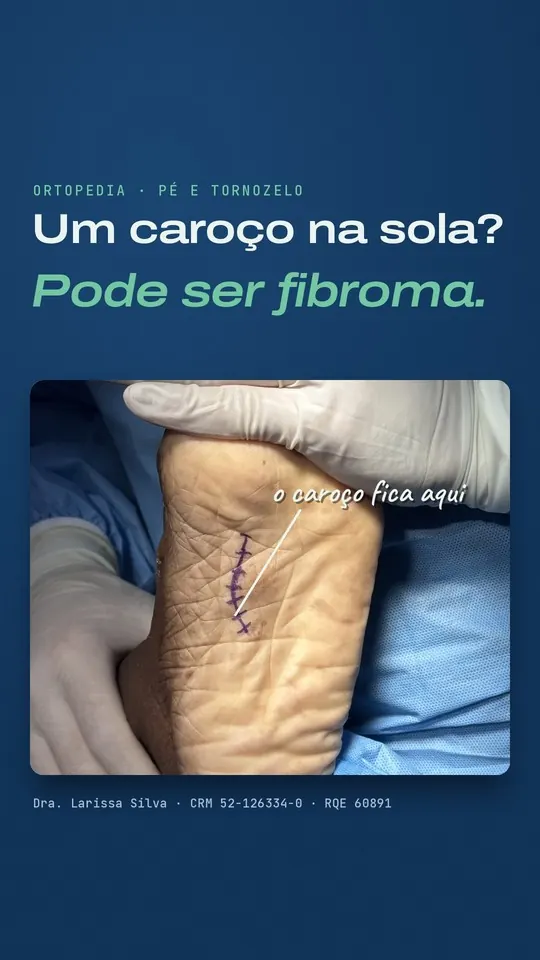 ORTOPEDIA · PÉ E TORNOZELO
Um caroço na sola?
Pode ser fibroma.
o caroço fica aqui
Dra. Larissa Silva · CRM 52-126334-0 · RQE 60891